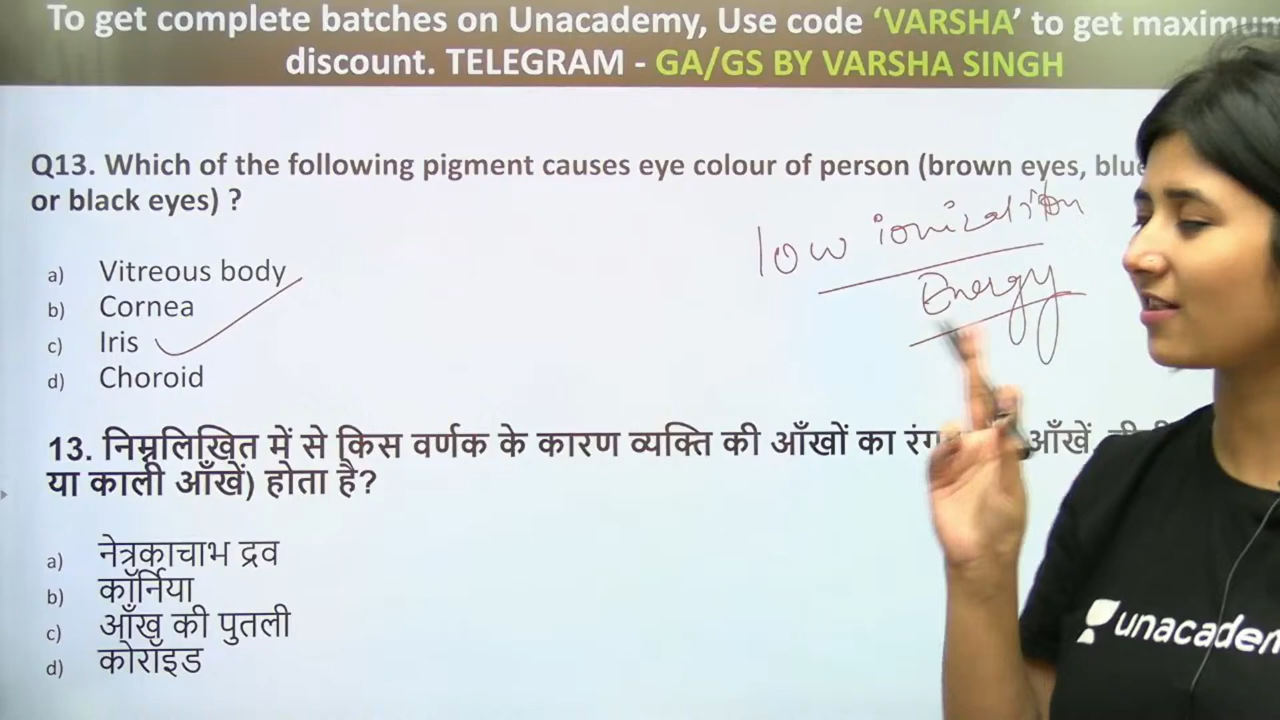 To get complete batches on Unacademy, Use code ‘VARSHA’ to get maximum
discount. TELEGRAM - GA/GS BY VARSHA SINGH
Q13. Which of the following pigment causes eye colour of person (brown eyes, blue
or black eyes) ?
low ionization
Energy
a) Vitreous body
b) Cornea
c) Iris
d) Choroid
13. निम्नलिखित में से किस वर्णक के कारण व्यक्ति की आँखों का रंग आँखें,
या काली आँखें) होता है?
a) नेत्रकाचाभ द्रव
b) कॉर्निया
c) आँख की पुतली
d) कोरॉइड
unacadem